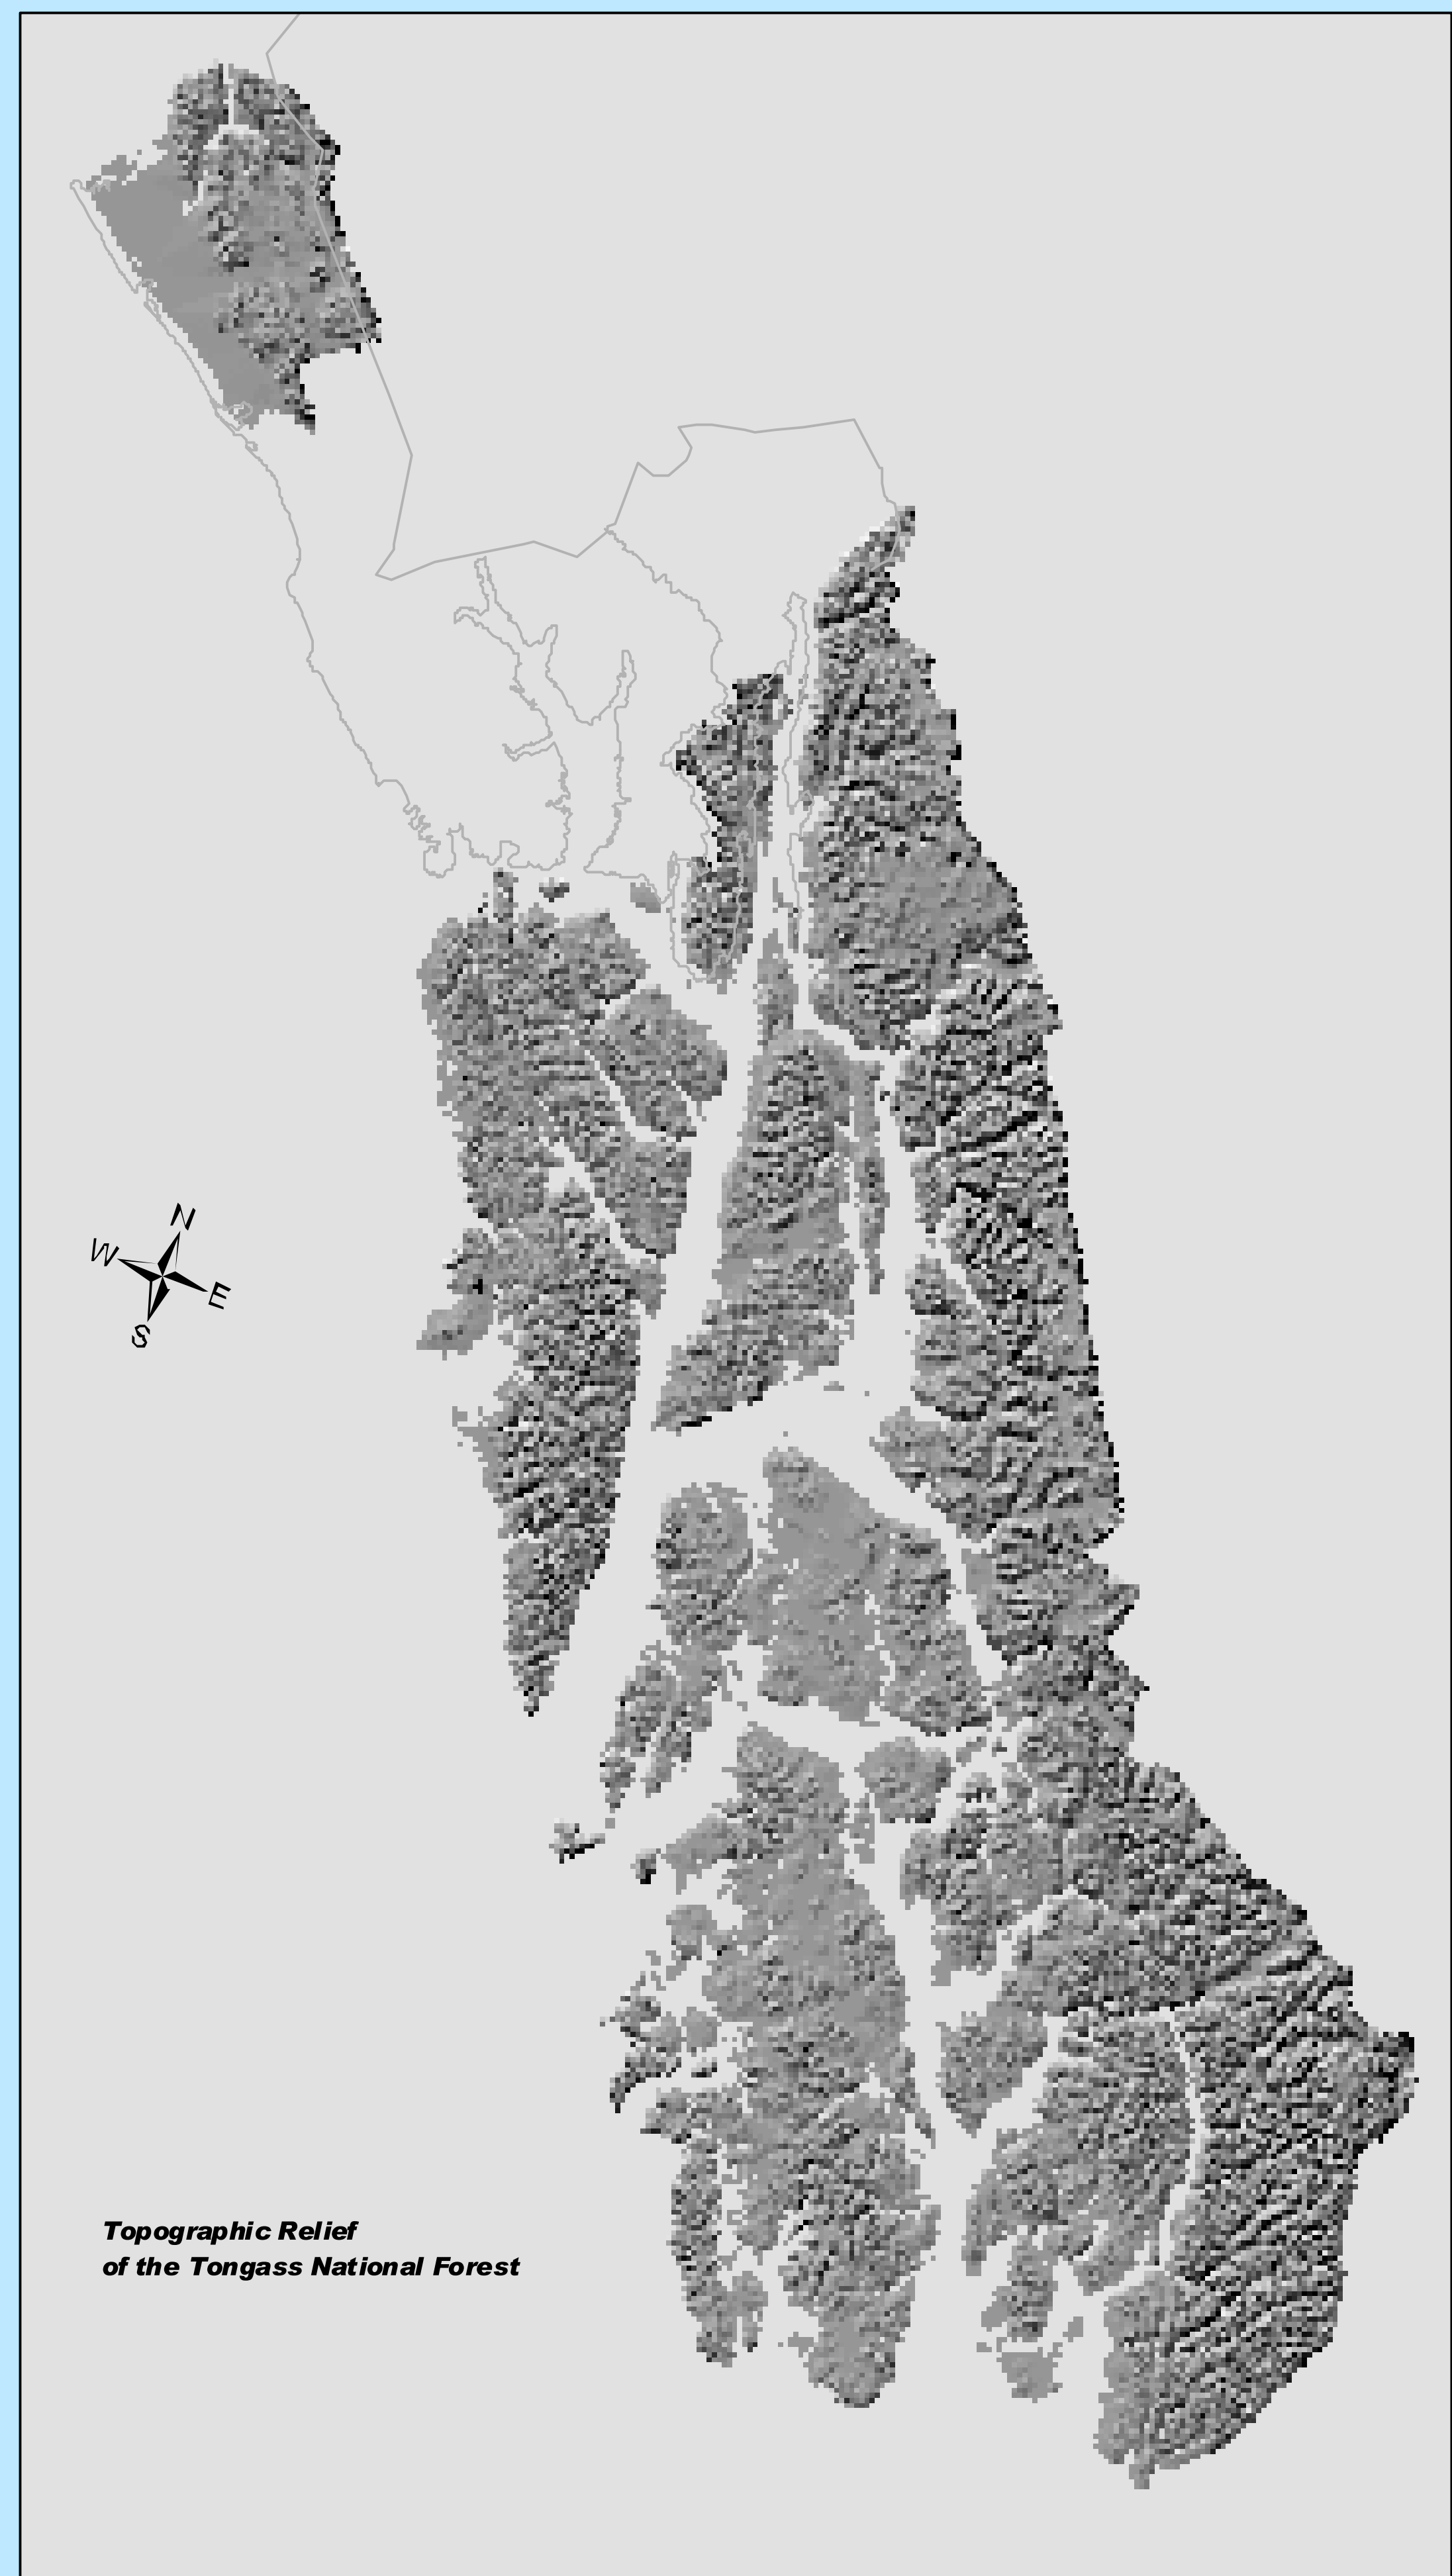 N
W
E
S
Topographic Relief
of the Tongass National Forest